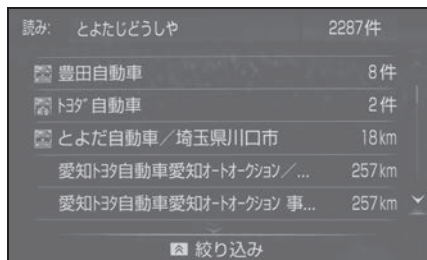 読み: とよたじどうしや 2287件
豊田自動車 8件
ﾄﾖﾀﾞ自動車 2件
とよだ自動車／埼玉県川口市 18km
愛知ﾄﾖﾀ自動車愛知ｵｰﾄｵｰｸｼｮﾝ／... 257km
愛知ﾄﾖﾀ自動車愛知ｵｰﾄｵｰｸｼｮﾝ 事... 257km
絞り込み